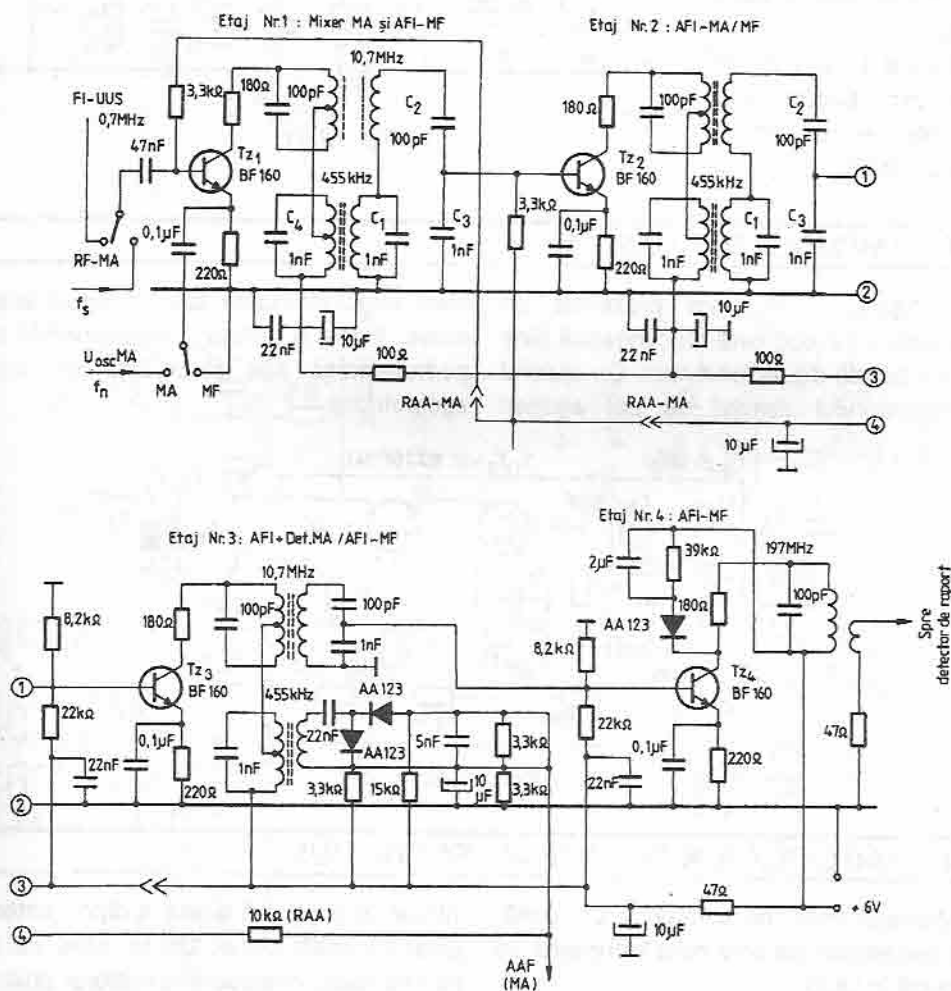 Etaj Nr.1 : Mixer MA și AFI-MF
Etaj Nr.2 : AFI-MA/MF
10,7MHz
FI-UUS
0,7MHz
3,3kΩ
180Ω
100pF
C2
100pF
47nF
Tz1
BF 160
455kHz
RF-MA
0,1µF
220Ω
C4
1nF
C1
1nF
C3
1nF
fs
22nF
10µF
100Ω
UoscMA
fn
MA
MF
RAA-MA
180Ω
100pF
C2
100pF
Tz2
BF 160
3,3kΩ
455kHz
1
0,1µF
220Ω
1nF
C1
1nF
C3
1nF
2
22nF
10µF
100Ω
3
RAA-MA
4
10µF
Etaj Nr.3 : AFI+Det.MA /AFI-MF
Etaj Nr.4 : AFI-MF
10,7MHz
8,2kΩ
180Ω
100pF
100pF
1nF
1
Tz3
BF 160
22kΩ
455kHz
AA123
0,1µF
22nF
220Ω
1nF
22nF
AA123
5nF
3,3kΩ
3,3kΩ
15kΩ
10
µF
3,3kΩ
2
3
4
10kΩ (RAA)
AAF
(MA)
2µF
39kΩ
197MHz
180Ω
100pF
AA 123
8,2kΩ
Tz4
BF 160
22kΩ
0,1µF
22nF
220Ω
47Ω
Spre
detector de raport
47Ω
+ 6V
10µF